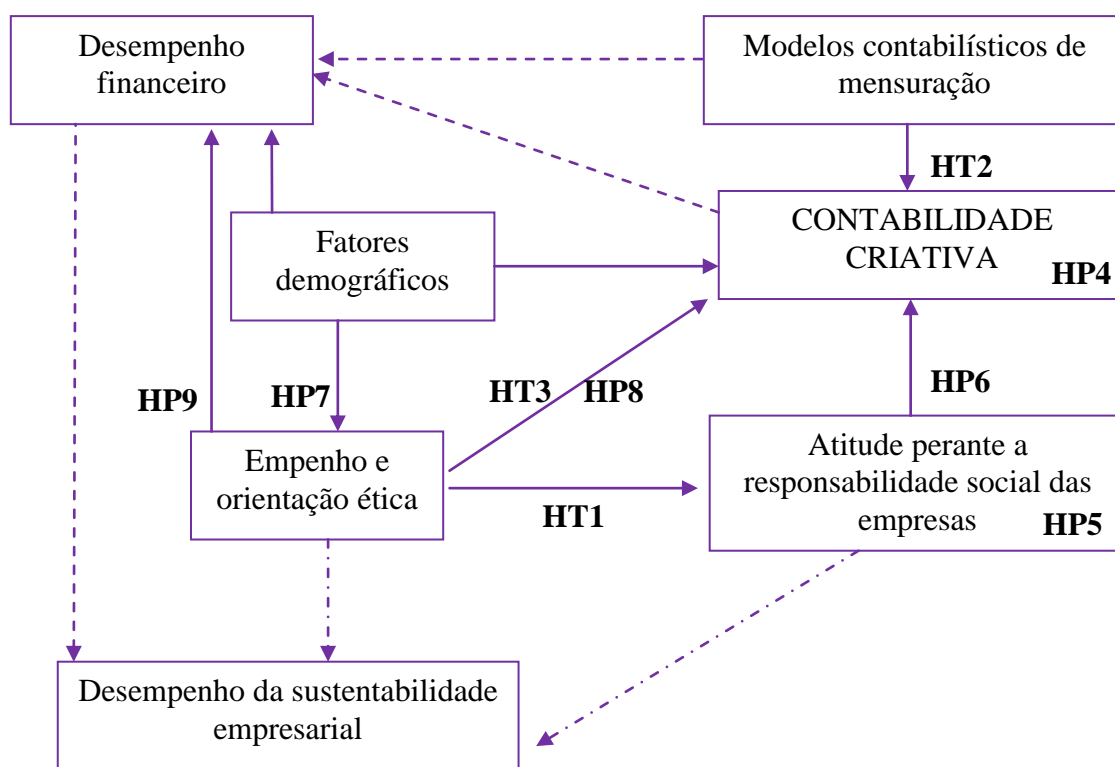 Desempenho
financeiro
Modelos contabilísticos de
mensuração
HT2
CONTABILIDADE
CRIATIVA
HP4
Fatores
demográficos
HP9
HP7
HT3
HP8
HP6
Empenho e
orientação ética
HT1
Atitude perante a
responsabilidade social das
empresas
HP5
Desempenho da sustentabilidade
empresarial